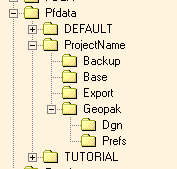 Pfdata
DEFAULT
ProjectName
Backup
Base
Export
Geopak
Dgn
Prefs
TUTORIAL